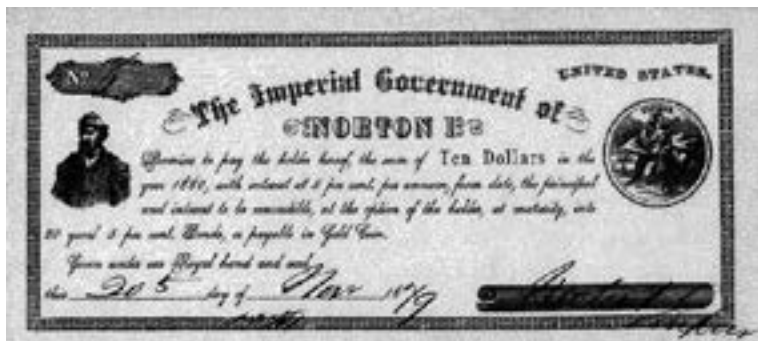 No.
UNITED STATES.
The Imperial Government of
NORTON I.
Promises to pay the holder hereof, the sum of Ten Dollars in the
year 1880, with interest at 5 per cent. per annum, from date, the principal
and interest to be convertible, at the option of the holder, at maturity, into
20 years' 5 per cent. Bonds, or payable in Gold Coin.
Given under our Royal hand and seal,
this 20 day of Nov 1879